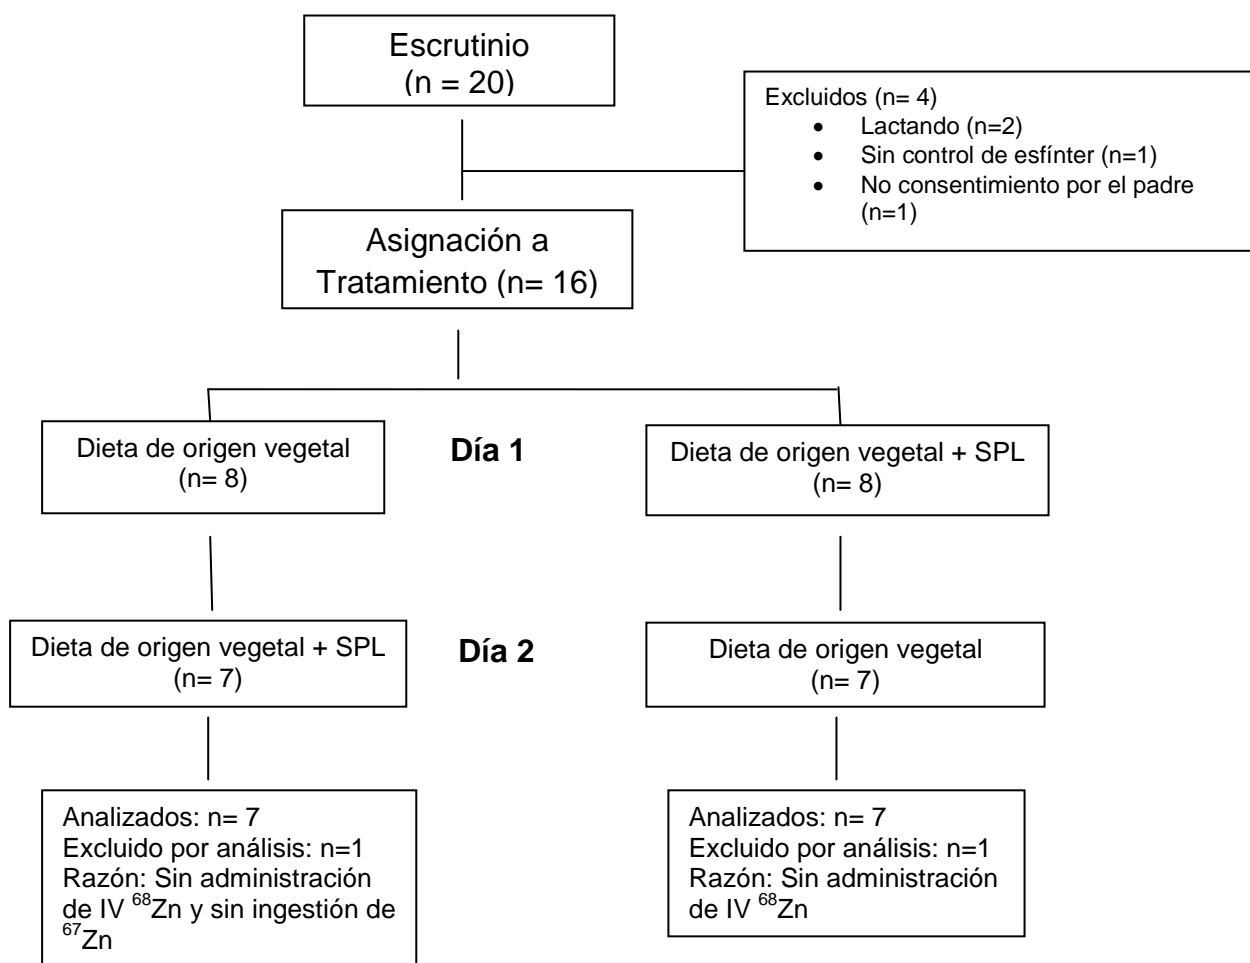 Escrutinio
(n = 20)
Excluidos (n= 4)
• Lactando (n=2)
• Sin control de esfínter (n=1)
• No consentimiento por el padre
(n=1)
Asignación a
Tratamiento (n= 16)
Dieta de origen vegetal
(n= 8)
Día 1
Dieta de origen vegetal + SPL
(n= 8)
Dieta de origen vegetal + SPL
(n= 7)
Día 2
Dieta de origen vegetal
(n= 7)
Analizados: n= 7
Excluido por análisis: n=1
Razón: Sin administración
de IV ⁶⁸Zn y sin ingestión de
⁶⁷Zn
Analizados: n= 7
Excluido por análisis: n=1
Razón: Sin administración
de IV ⁶⁸Zn